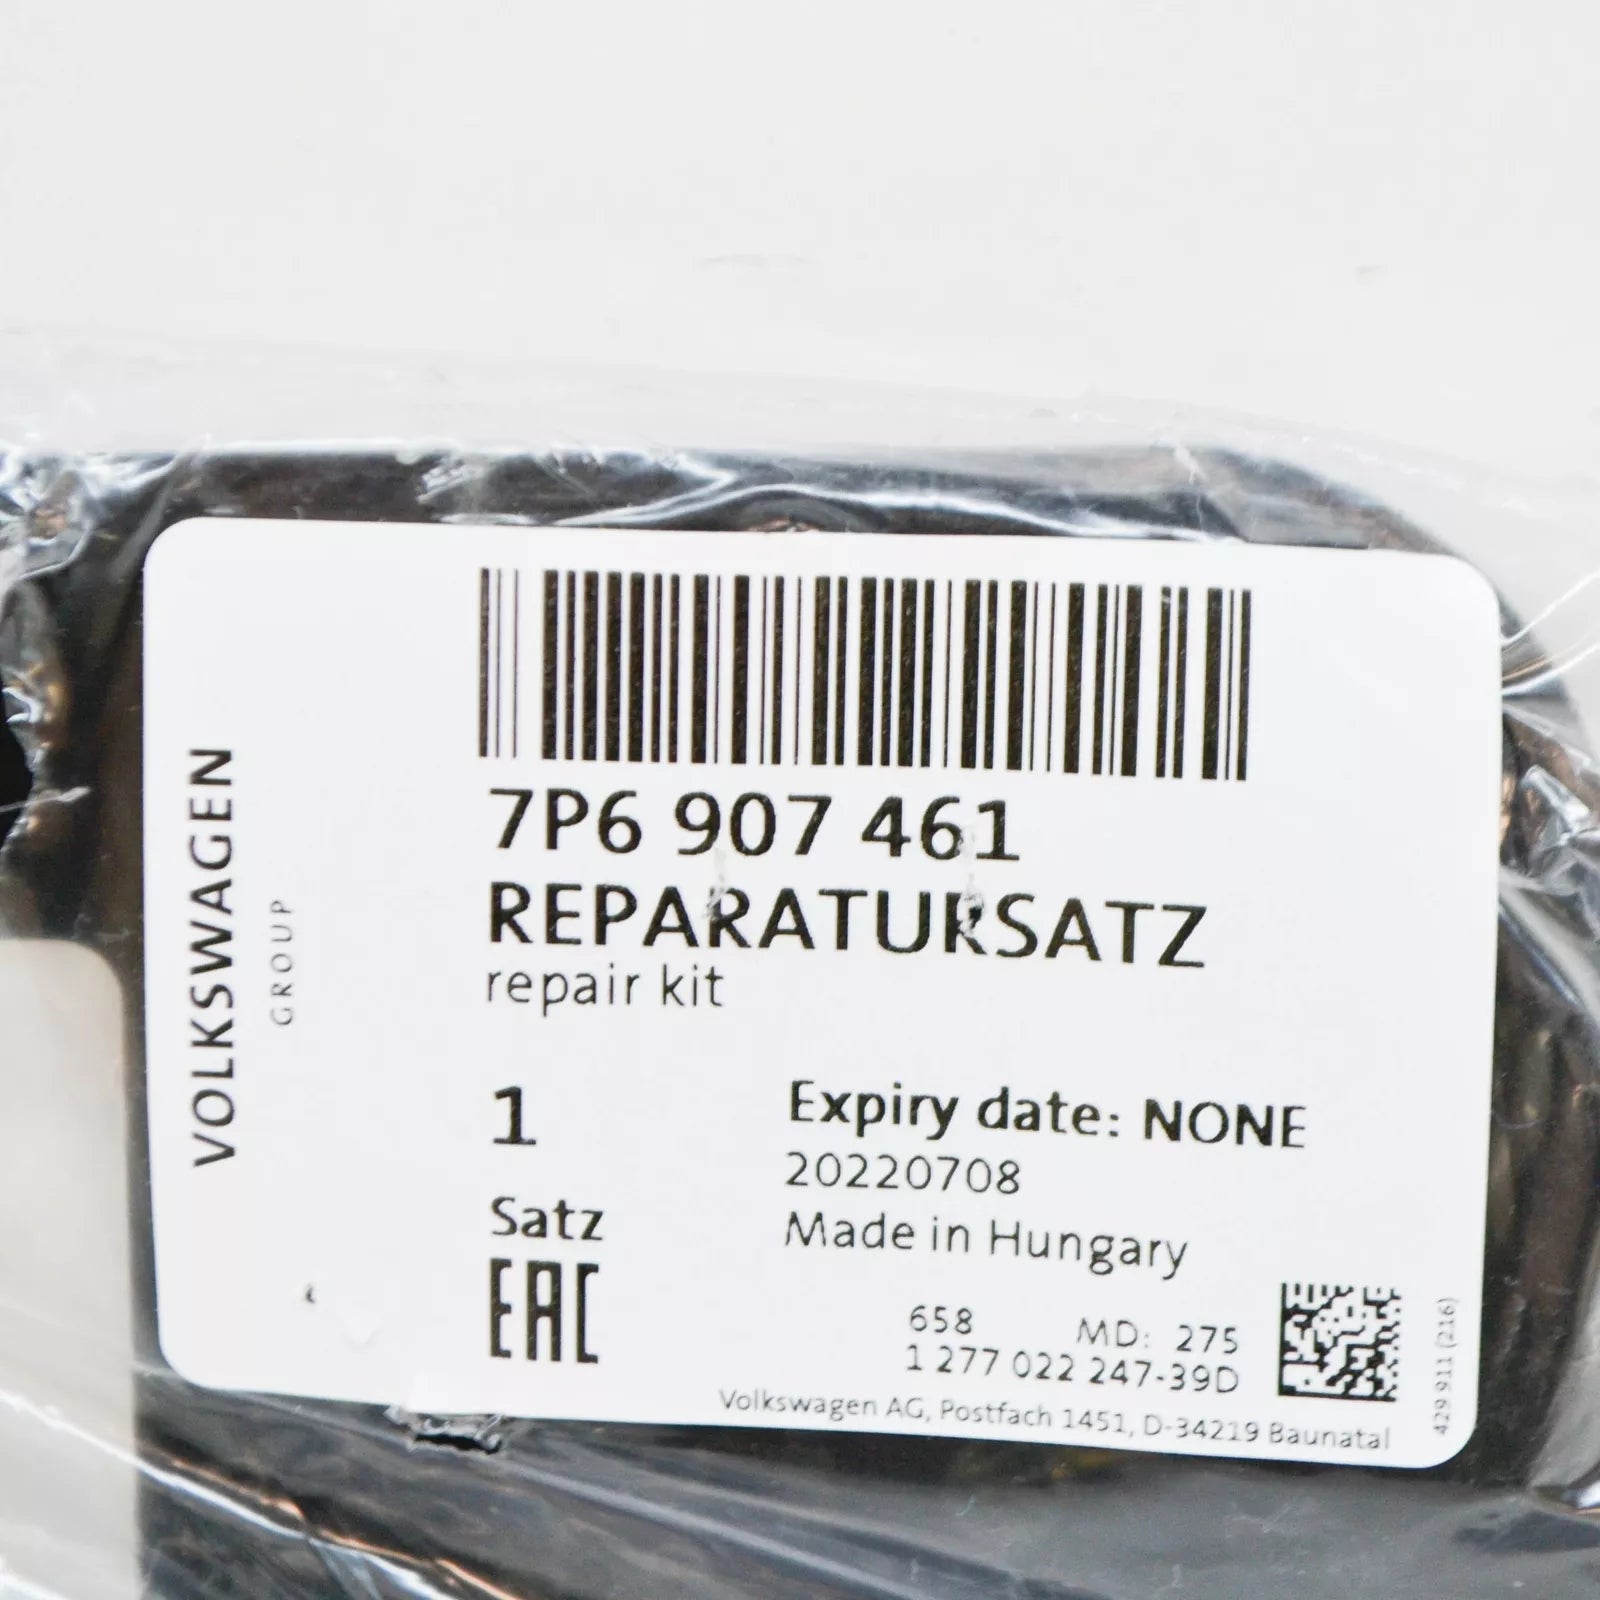 VOLKSWAGEN
GROUP
7P6 907 461
REPARATURSATZ
repair kit
1
Satz
EAC
Expiry date: NONE
20220708
Made in Hungary
658 MD: 275
1 277 022 247-39D
Volkswagen AG, Postfach 1451, D-34219 Baunatal
429 911 (216)